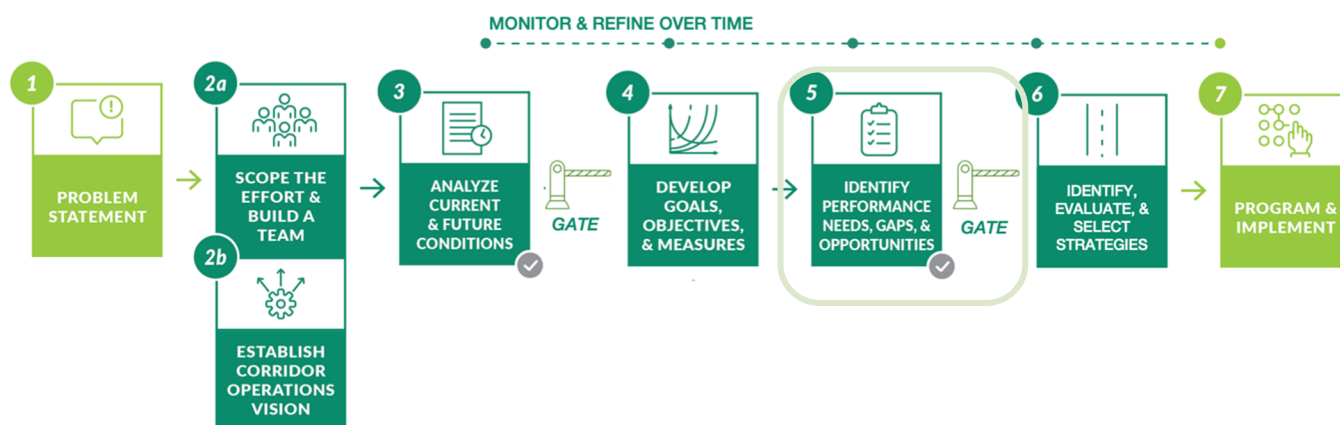 MONITOR & REFINE OVER TIME
1
PROBLEM
STATEMENT
2a
SCOPE THE
EFFORT &
BUILD A
TEAM
2b
ESTABLISH
CORRIDOR
OPERATIONS
VISION
3
ANALYZE
CURRENT
& FUTURE
CONDITIONS
GATE
4
DEVELOP
GOALS,
OBJECTIVES,
& MEASURES
5
IDENTIFY
PERFORMANCE
NEEDS, GAPS, &
OPPORTUNITIES
GATE
6
IDENTIFY,
EVALUATE, &
SELECT
STRATEGIES
7
PROGRAM &
IMPLEMENT